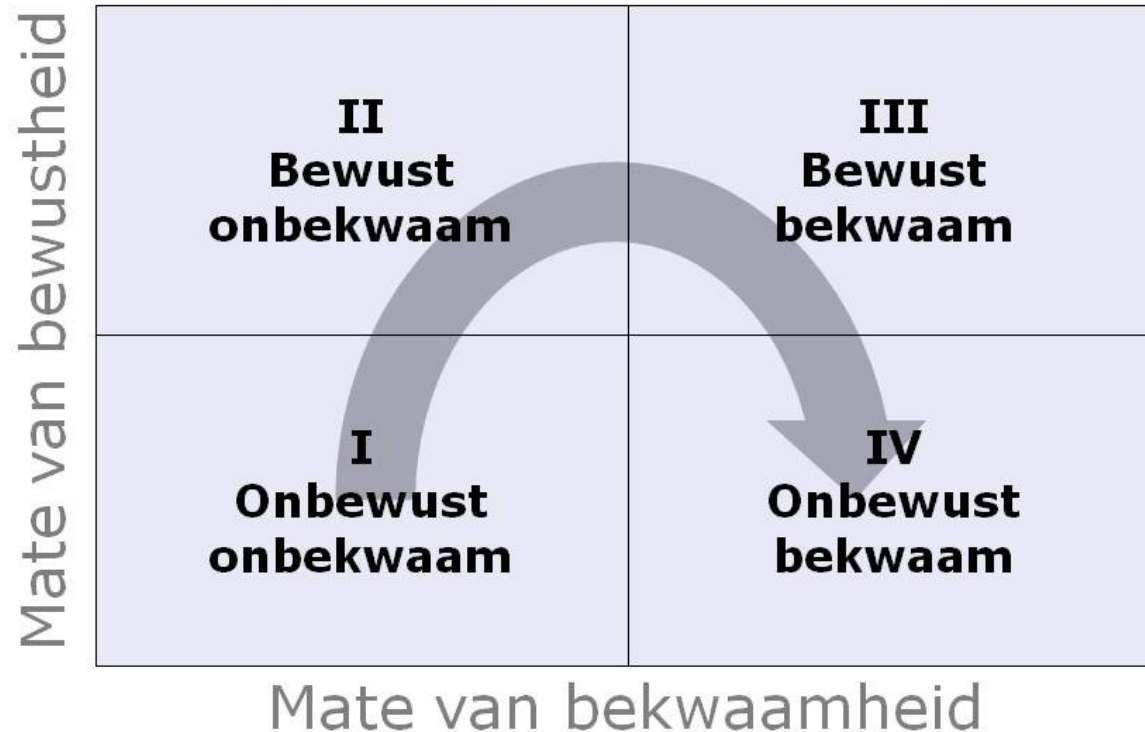 Mate van bewustheid
II
Bewust
onbekwaam
III
Bewust
bekwaam
I
Onbewust
onbekwaam
IV
Onbewust
bekwaam
Mate van bekwaamheid